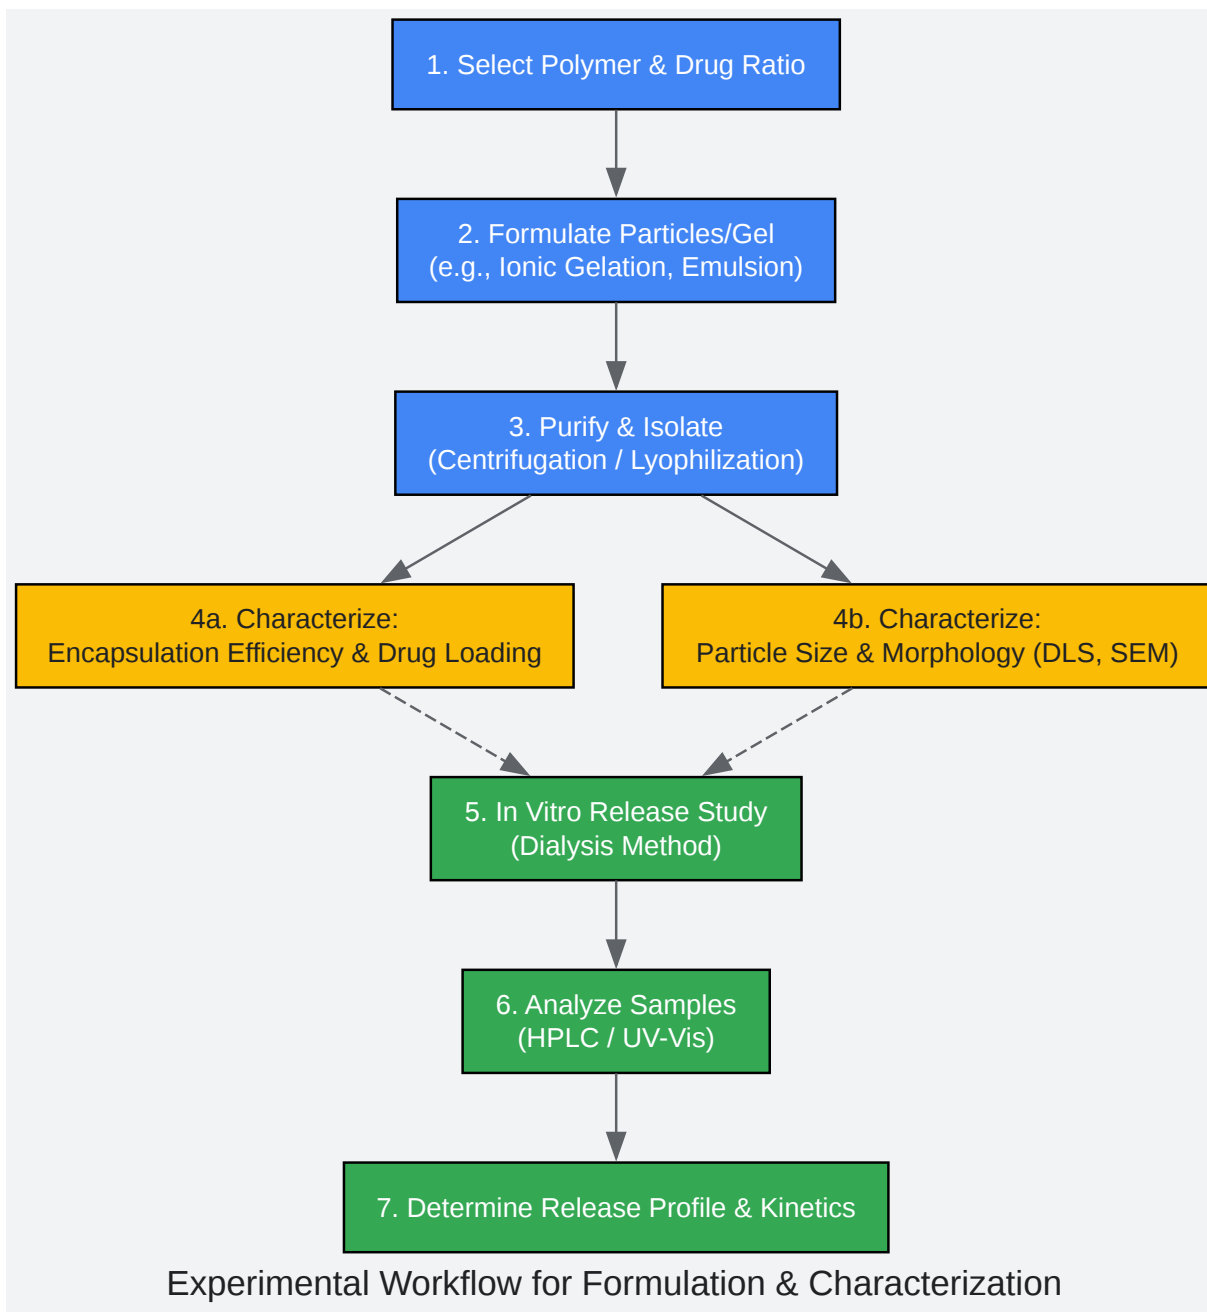 1. Select Polymer & Drug Ratio
2. Formulate Particles/Gel
(e.g., Ionic Gelation, Emulsion)
3. Purify & Isolate
(Centrifugation / Lyophilization)
4a. Characterize:
Encapsulation Efficiency & Drug Loading
4b. Characterize:
Particle Size & Morphology (DLS, SEM)
5. In Vitro Release Study
(Dialysis Method)
6. Analyze Samples
(HPLC / UV-Vis)
7. Determine Release Profile & Kinetics
Experimental Workflow for Formulation & Characterization